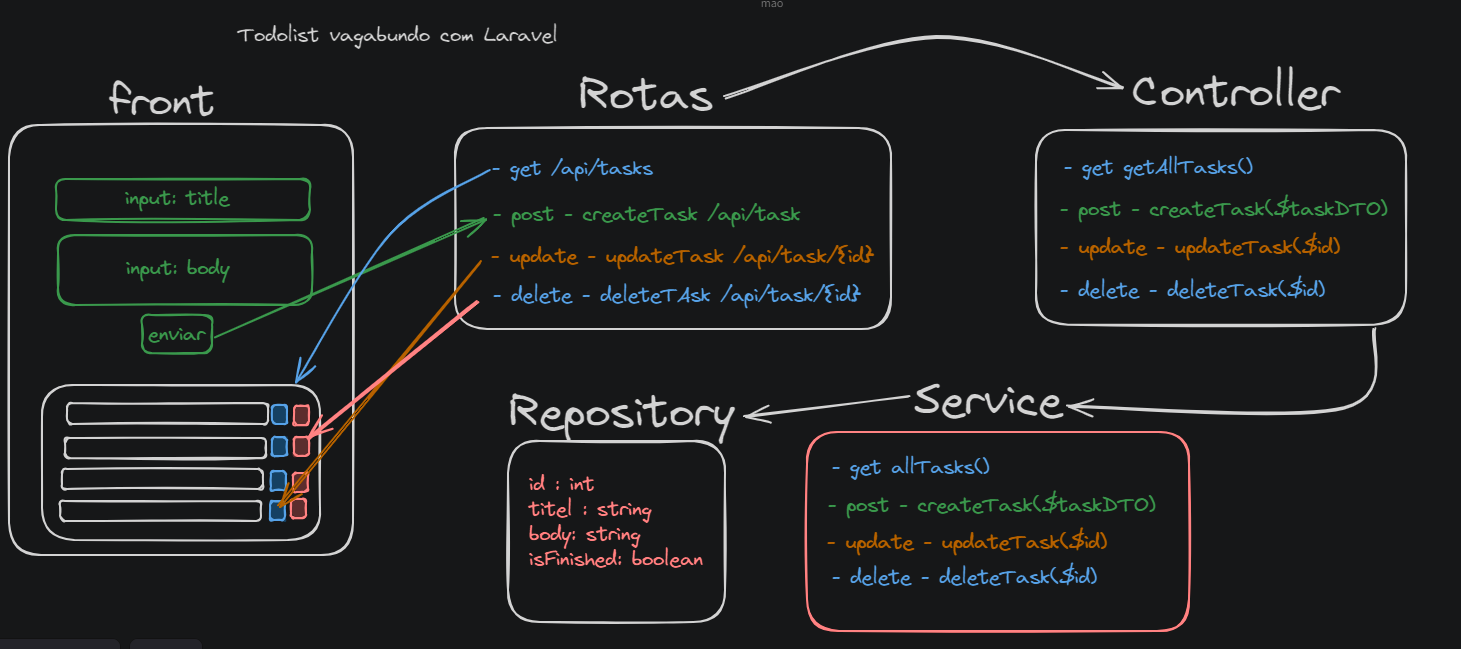 mao
Todolist vagabundo com Laravel
front
input: title
input: body
enviar
Rotas
- get /api/tasks
- post - createTask /api/task
- update - updateTask /api/task/{id}
- delete - deleteTAsk /api/task/{id}
Controller
- get getAllTasks()
- post - createTask($taskDTO)
- update - updateTask($id)
- delete - deleteTask($id)
Repository
id : int
titel : string
body: string
isFinished: boolean
Service
- get allTasks()
- post - createTask($taskDTO)
- update - updateTask($id)
- delete - deleteTask($id)